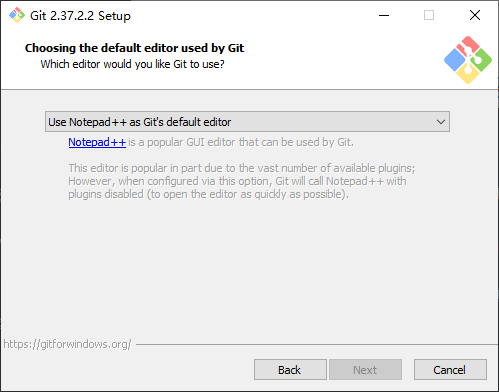 Git 2.37.2.2 Setup
Choosing the default editor used by Git
Which editor would you like Git to use?
Use Notepad++ as Git's default editor
Notepad++ is a popular GUI editor that can be used by Git.
This editor is popular in part due to the vast number of available plugins;
However, when configured via this option, Git will call Notepad++ with
plugins disabled (to open the editor as quickly as possible).
https://gitforwindows.org/
Back
Next
Cancel